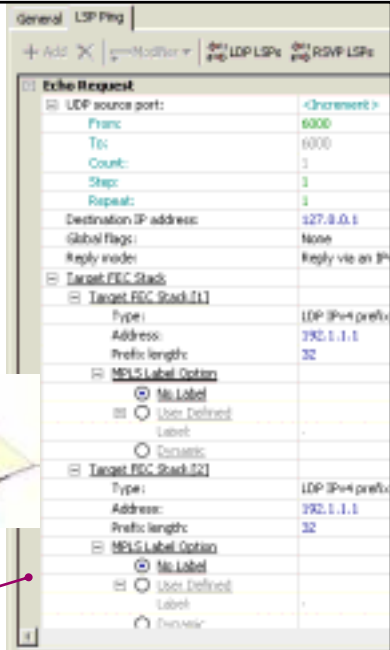 General LSP Ping
Add Modifier LDP LSPs RSVP LSPs
Echo Request
UDP source port: <Increment>
From: 6000
To: 6000
Count: 1
Step: 1
Repeat: 1
Destination IP address: 127.0.0.1
Global flags: None
Reply mode: Reply via an IP
Target FEC Stack
Target FEC Stack [1]
Type: LDP IPv4 prefix
Address: 192.1.1.1
Prefix length: 32
MPLS Label Option
No Label
User Defined
Label: -
Dynamic
Target FEC Stack [2]
Type: LDP IPv4 prefix
Address: 192.1.1.1
Prefix length: 32
MPLS Label Option
No Label
User Defined
Label: -
Dynamic